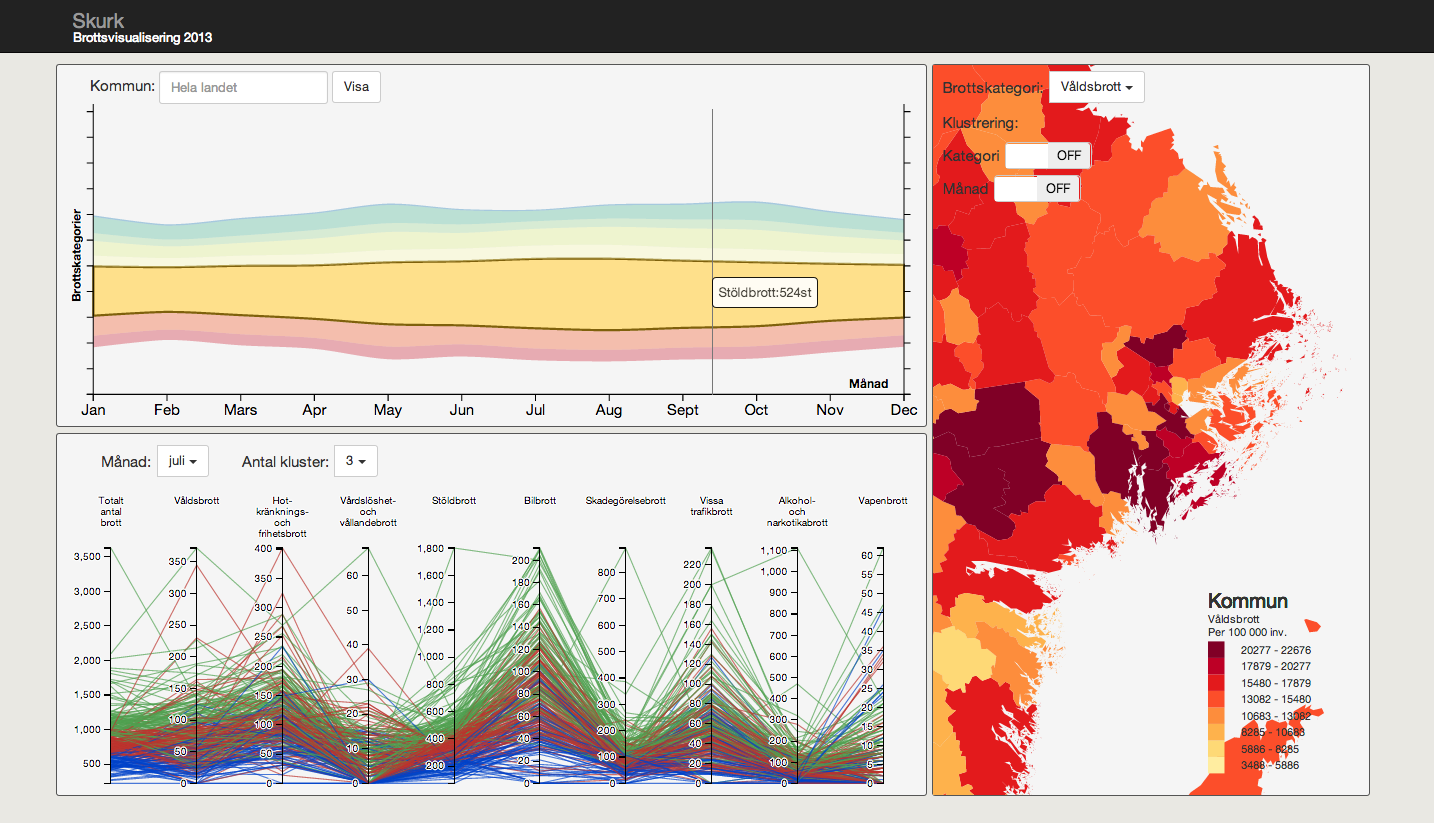 Skurk
Brottsvisualisering 2013
Kommun: Hela landet Visa
Brottskategorier
Stöldbrott:524st
Månad
Jan Feb Mars Apr May Jun Jul Aug Sept Oct Nov Dec
Månad: juli Antal kluster: 3
Totalt
antal
brott
Våldsbrott
Hot-
kränknings-
och
frihetsbrott
Vårdslöshet-
och
vållandebrott
Stöldbrott
Bilbrott
Skadegörelsebrott
Vissa
trafikbrott
Alkohol-
och
narkotikabrott
Vapenbrott
3,500
3,000
2,500
2,000
1,500
1,000
500
350
300
250
200
150
100
50
0
400
350
300
250
200
150
100
50
0
60
50
40
30
20
10
0
1,800
1,600
1,400
1,200
1,000
800
600
400
200
200
180
160
140
120
100
80
60
40
20
0
800
700
600
500
400
300
200
100
0
220
200
180
160
140
120
100
80
60
40
20
0
1,100
1,000
900
800
700
600
500
400
300
200
100
0
60
55
50
45
40
35
30
25
20
15
10
5
0
Brottskategori: Våldsbrott
Klustrering:
Kategori OFF
Månad OFF
Kommun
Våldsbrott
Per 100 000 inv.
20277 - 22676
17879 - 20277
15480 - 17879
13082 - 15480
10683 - 13082
8285 - 10683
5886 - 8285
3488 - 5886